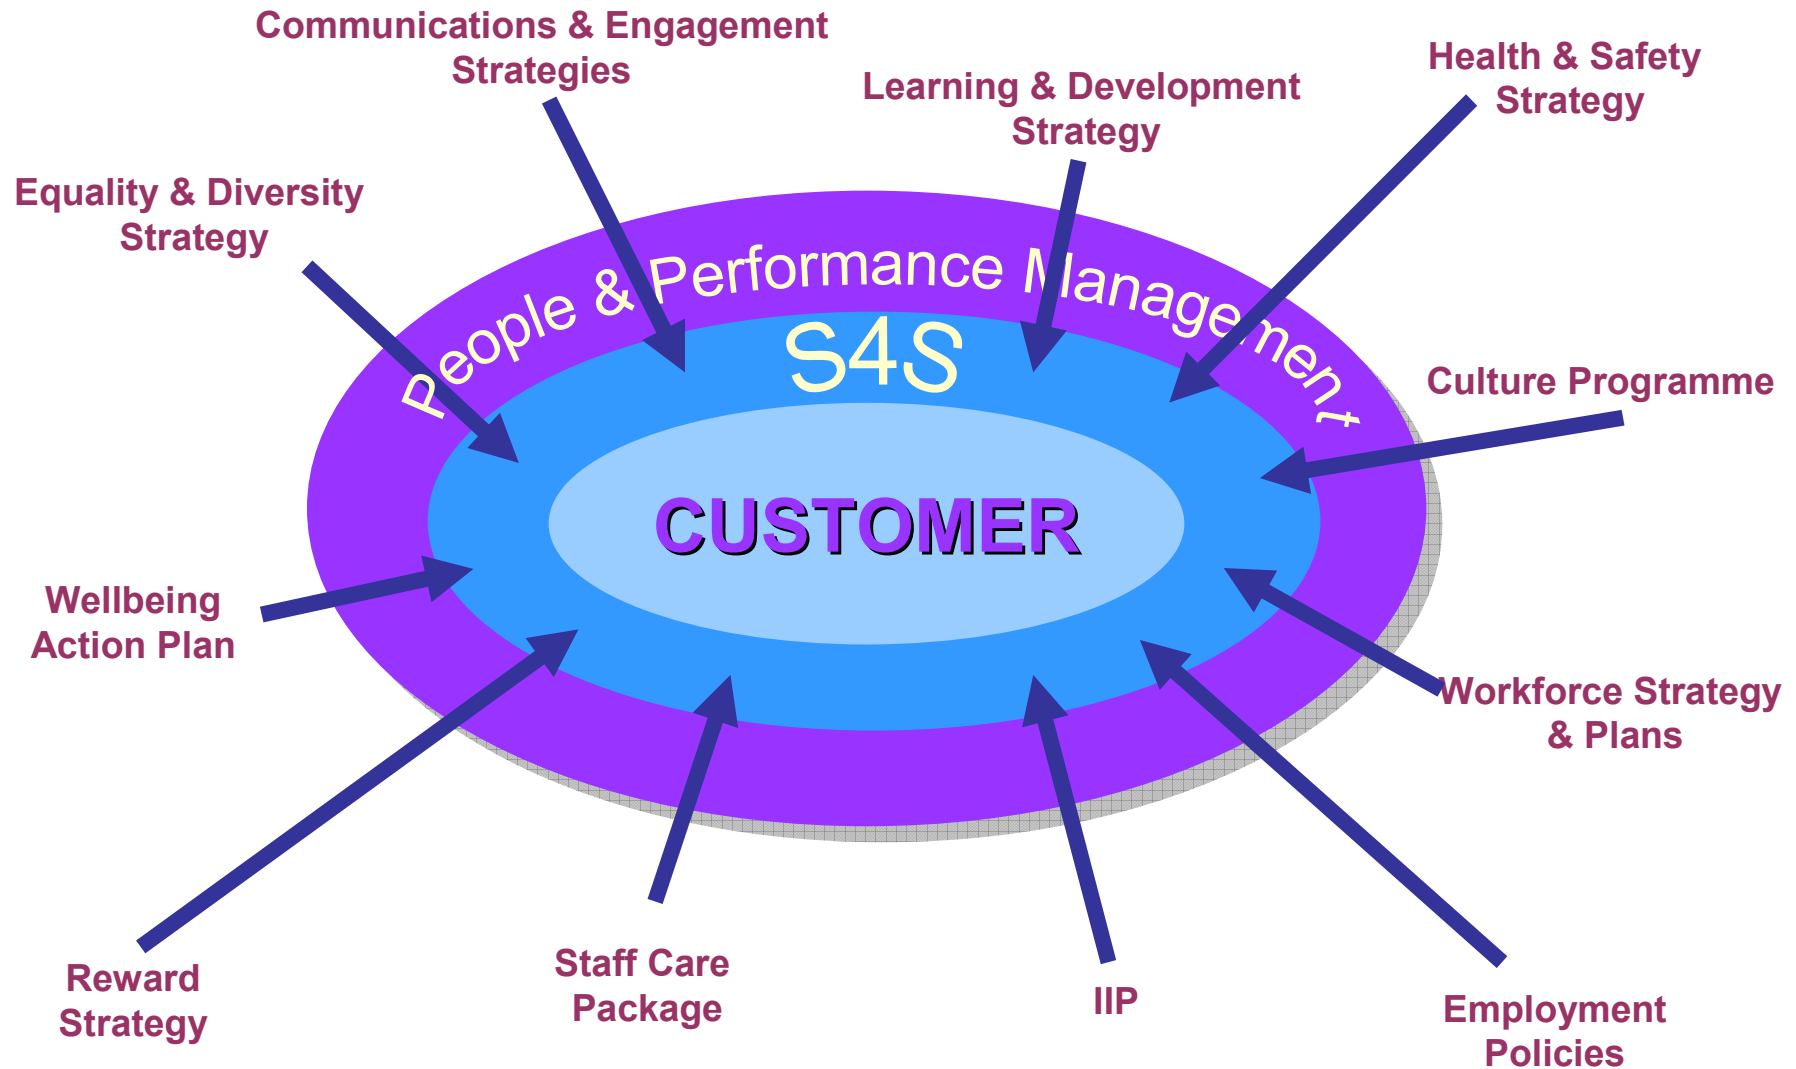 Communications & Engagement
Strategies
Learning & Development
Strategy
Health & Safety
Strategy
Equality & Diversity
Strategy
People & Performance Management
S4S
Culture Programme
CUSTOMER
Wellbeing
Action Plan
Workforce Strategy
& Plans
Reward
Strategy
Staff Care
Package
IIP
Employment
Policies